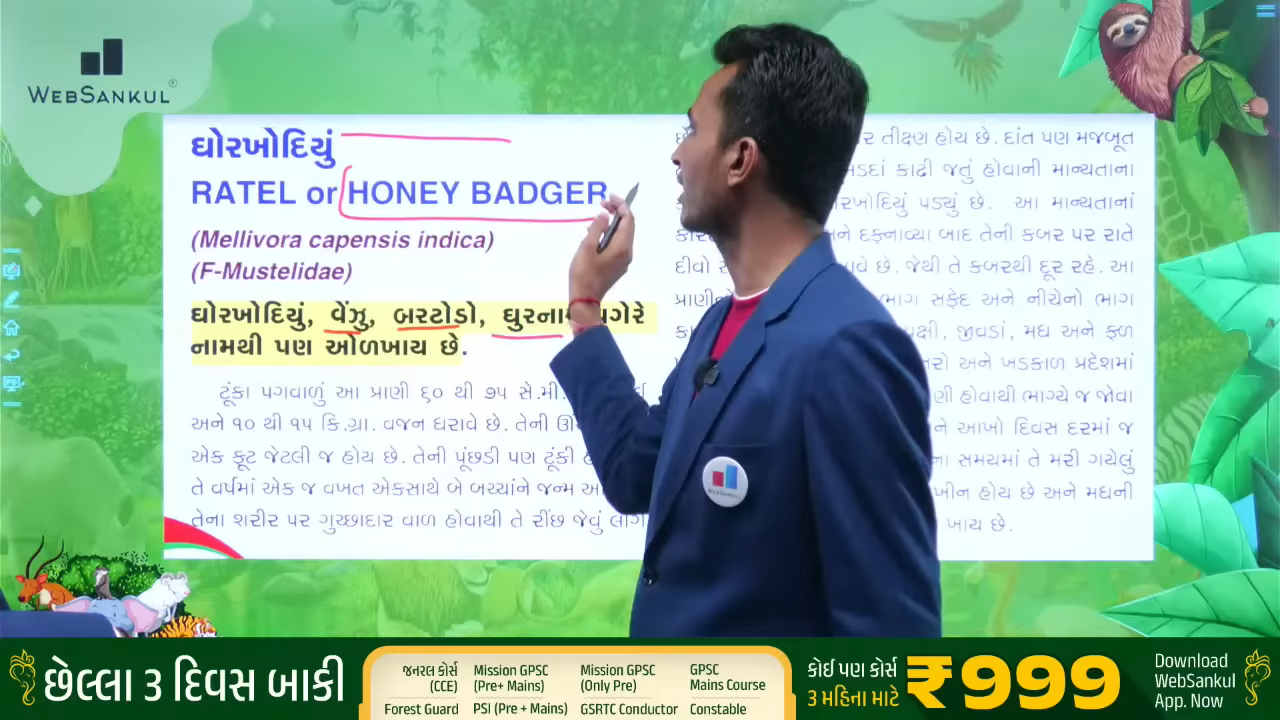 WEBSANKUL
ઘોરખોદિયું
RATEL or HONEY BADGER
(Mellivora capensis indica)
(F-Mustelidae)
ઘોરખોદિયું, વેંઝુ, બરટોડો, ઘુરના વગેરે
નામથી પણ ઓળખાય છે.
ટૂંકા પગવાળું આ પ્રાણી ૬૦ થી ૭૫ સે.મી.
અને ૧૦ થી ૧૫ કિ.ગ્રા. વજન ધરાવે છે. તેની
એક ફૂટ જેટલી જ હોય છે. તેની પૂંછડી પણ ટૂંકી
તે વર્ષમાં એક જ વખત એકસાથે બે બચ્ચાંને જન્મ
તેના શરીર પર ગુચ્છાદાર વાળ હોવાથી તે રીંછ જેવું
તીક્ષ્ણ હોય છે. દાંત પણ મજબૂત
કાઢી જતું હોવાની માન્યતાના
પડ્યું છે. આ માન્યતાનાં
દફનાવ્યા બાદ તેની કબર પર રાતે
દીવો છે. જેથી તે કબરથી દૂર રહે. આ
ભાગ સફેદ અને નીચેનો ભાગ
જીવડાં, મધ અને ફળ
અને ખડકાળ પ્રદેશમાં
હોવાથી ભાગ્યે જ જોવા
આખો દિવસ દરમાં જ
સમયમાં તે મરી ગયેલું
હોય છે અને મધની
ખાય છે.
WEBSANKUL
છેલ્લા 3 દિવસ બાકી
જનરલ કોર્સ (CCE)
Forest Guard
Mission GPSC (Pre+ Mains)
PSI (Pre + Mains)
Mission GPSC (Only Pre)
GSRTC Conductor
GPSC Mains Course
Constable
કોઈ પણ કોર્સ
3 મહિના માટે
₹999
Download
WebSankul
App. Now